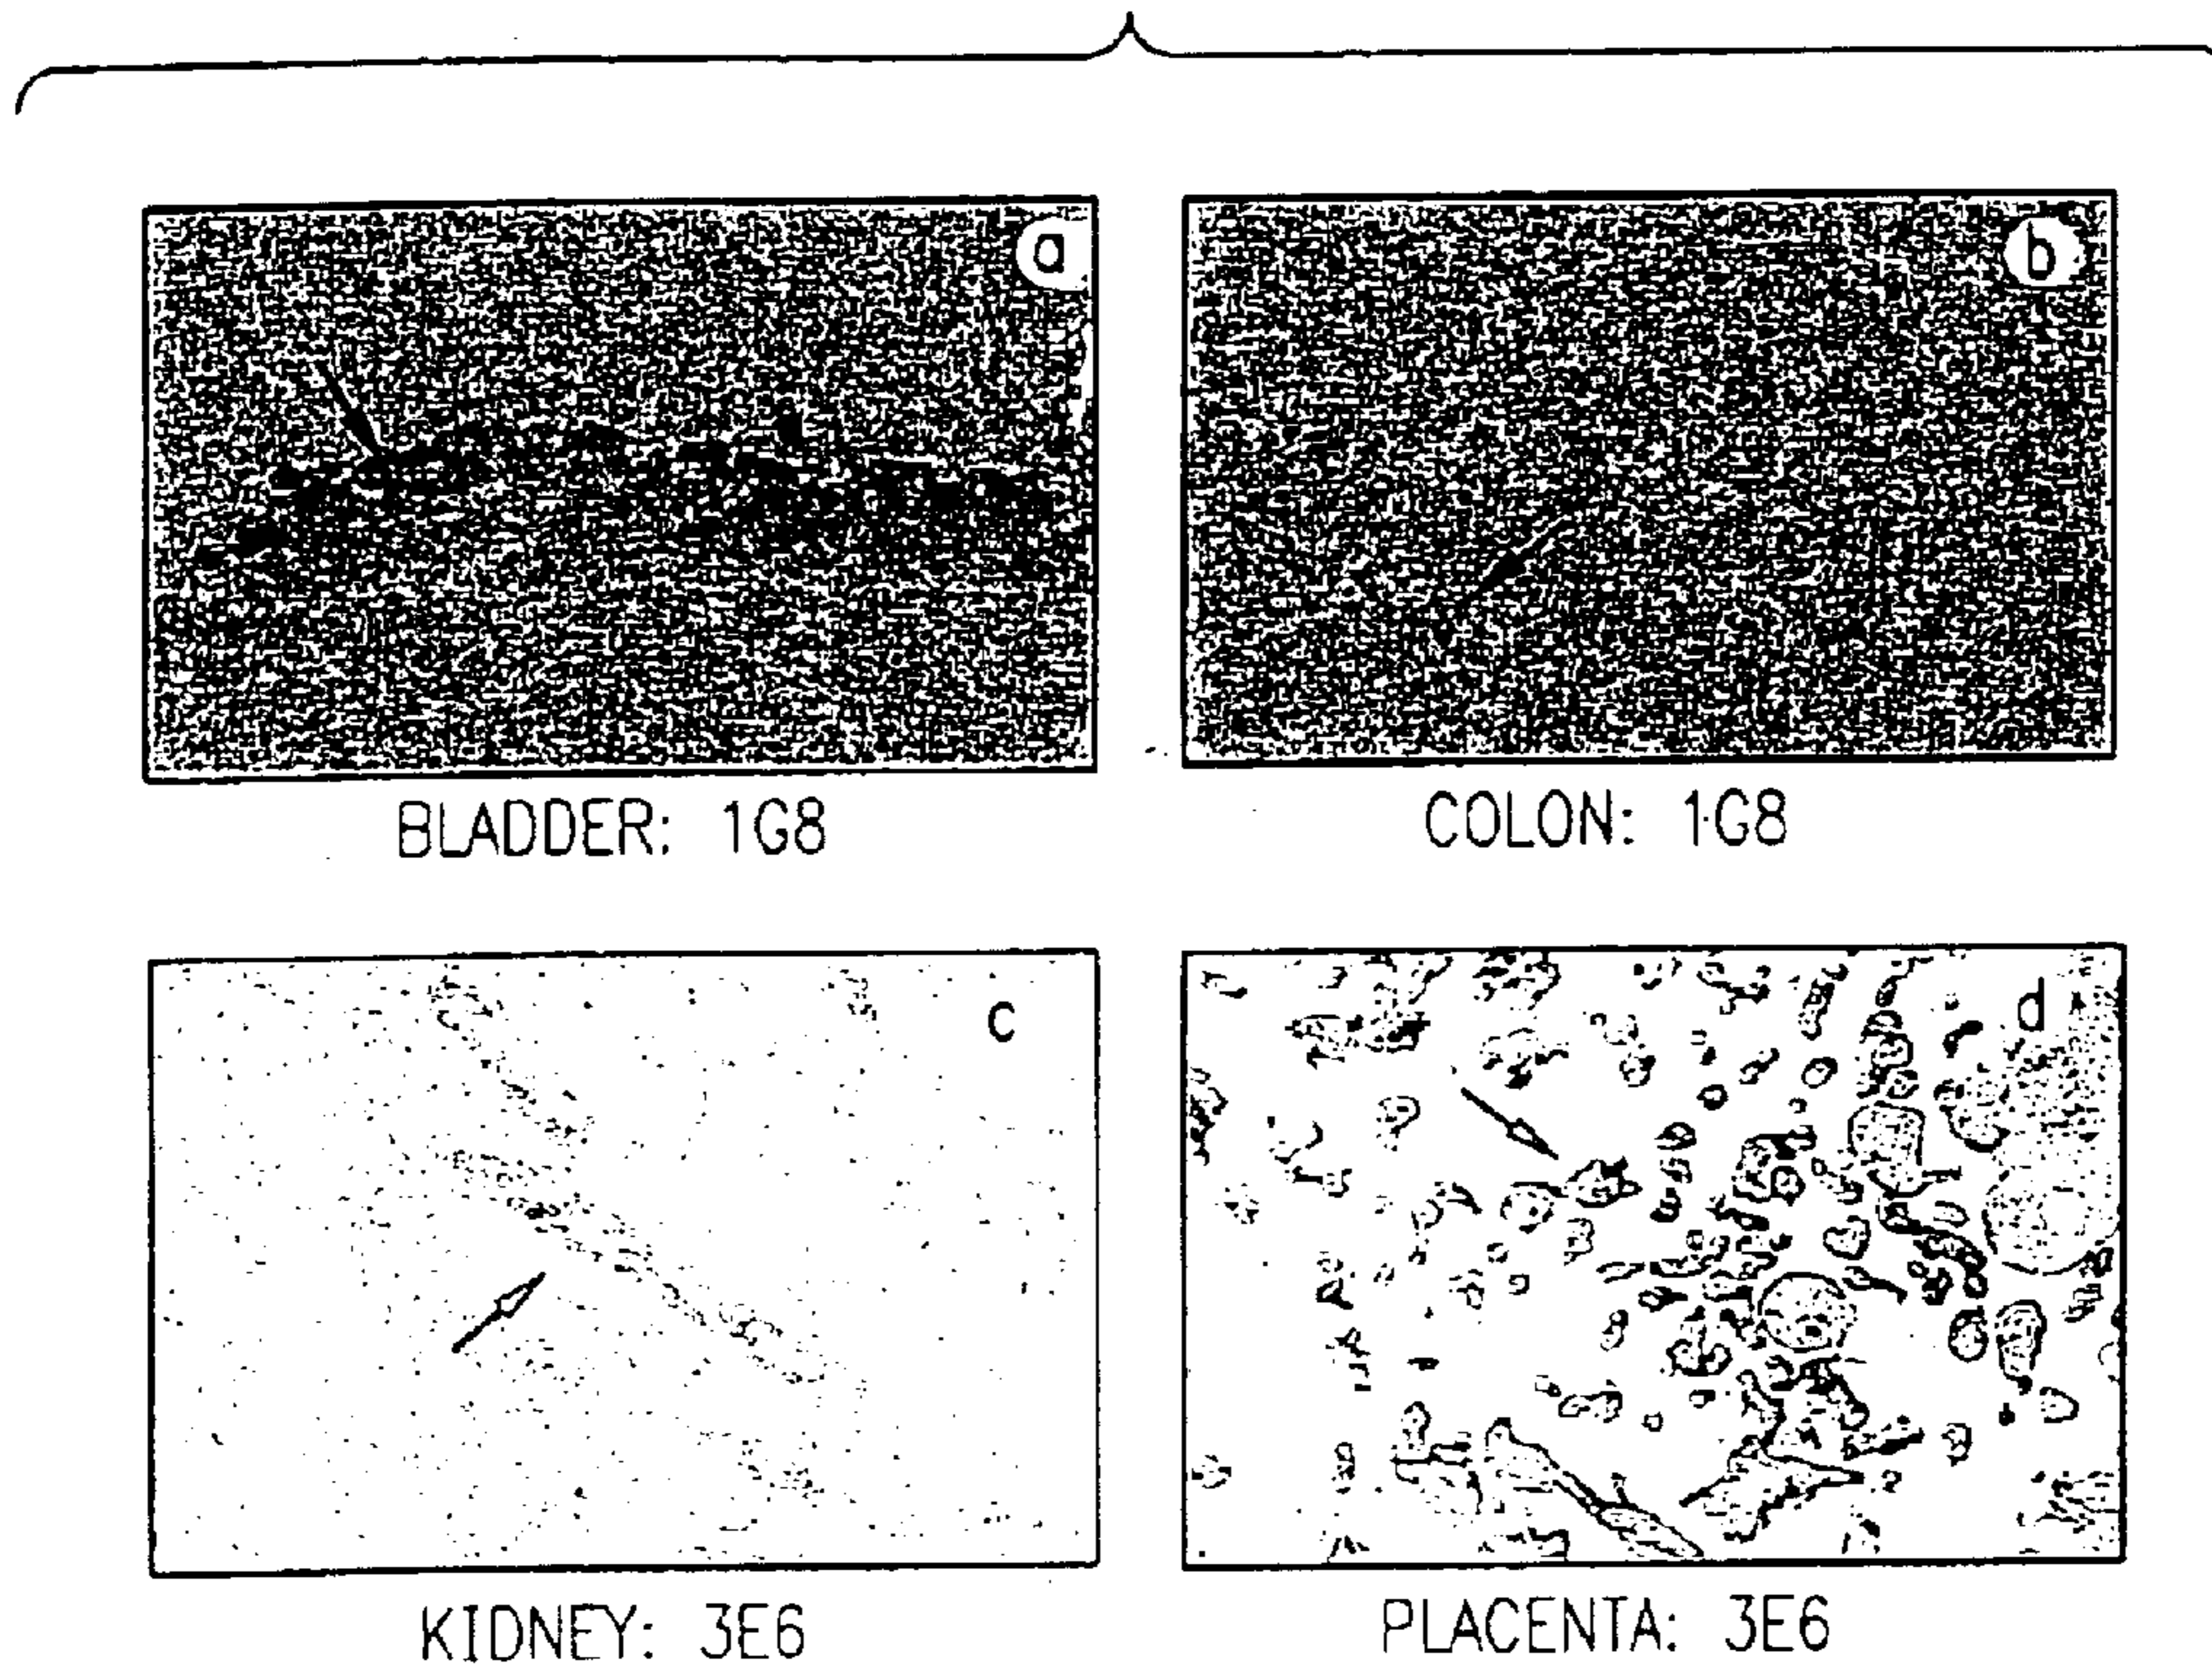 a
b
BLADDER: 1G8
COLON: 1G8
c
d
KIDNEY: 3E6
PLACENTA: 3E6